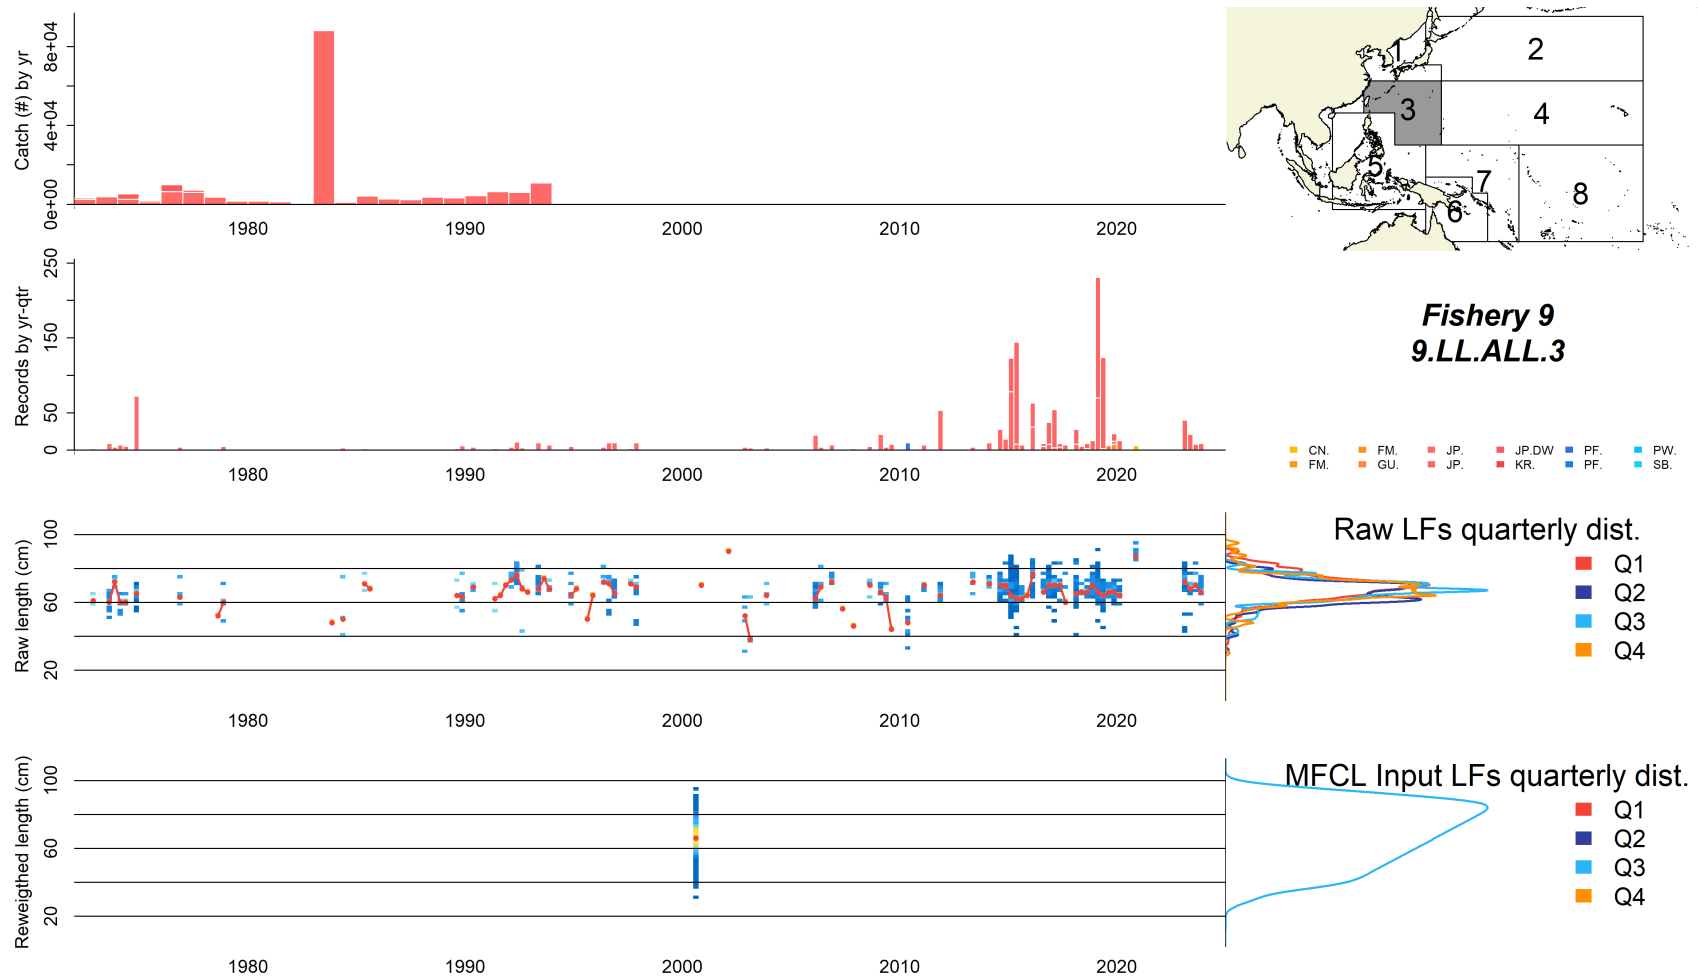 Catch (#) by yr
0e+00 4e+04 8e+04
1980 1990 2000 2010 2020
1 2
3 4
5 7 8
6
Records by yr-qtr
0 50 150 250
1980 1990 2000 2010 2020
Fishery 9
9.LL.ALL.3
CN. FM. JP. JP.DW PF. PW.
FM. GU. JP. KR. PF. SB.
Raw length (cm)
20 60 100
1980 1990 2000 2010 2020
Raw LFs quarterly dist.
Q1
Q2
Q3
Q4
Reweigthed length (cm)
20 60 100
1980 1990 2000 2010 2020
MFCL Input LFs quarterly dist.
Q1
Q2
Q3
Q4